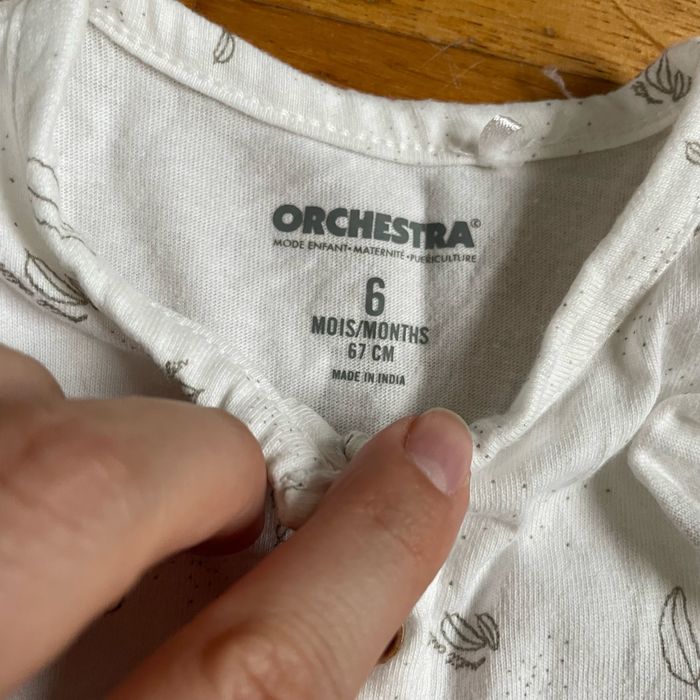 ORCHESTRA©
MODE ENFANT•MATERNITÉ•PUÉRICULTURE
6
MOIS/MONTHS
67 CM
MADE IN INDIA